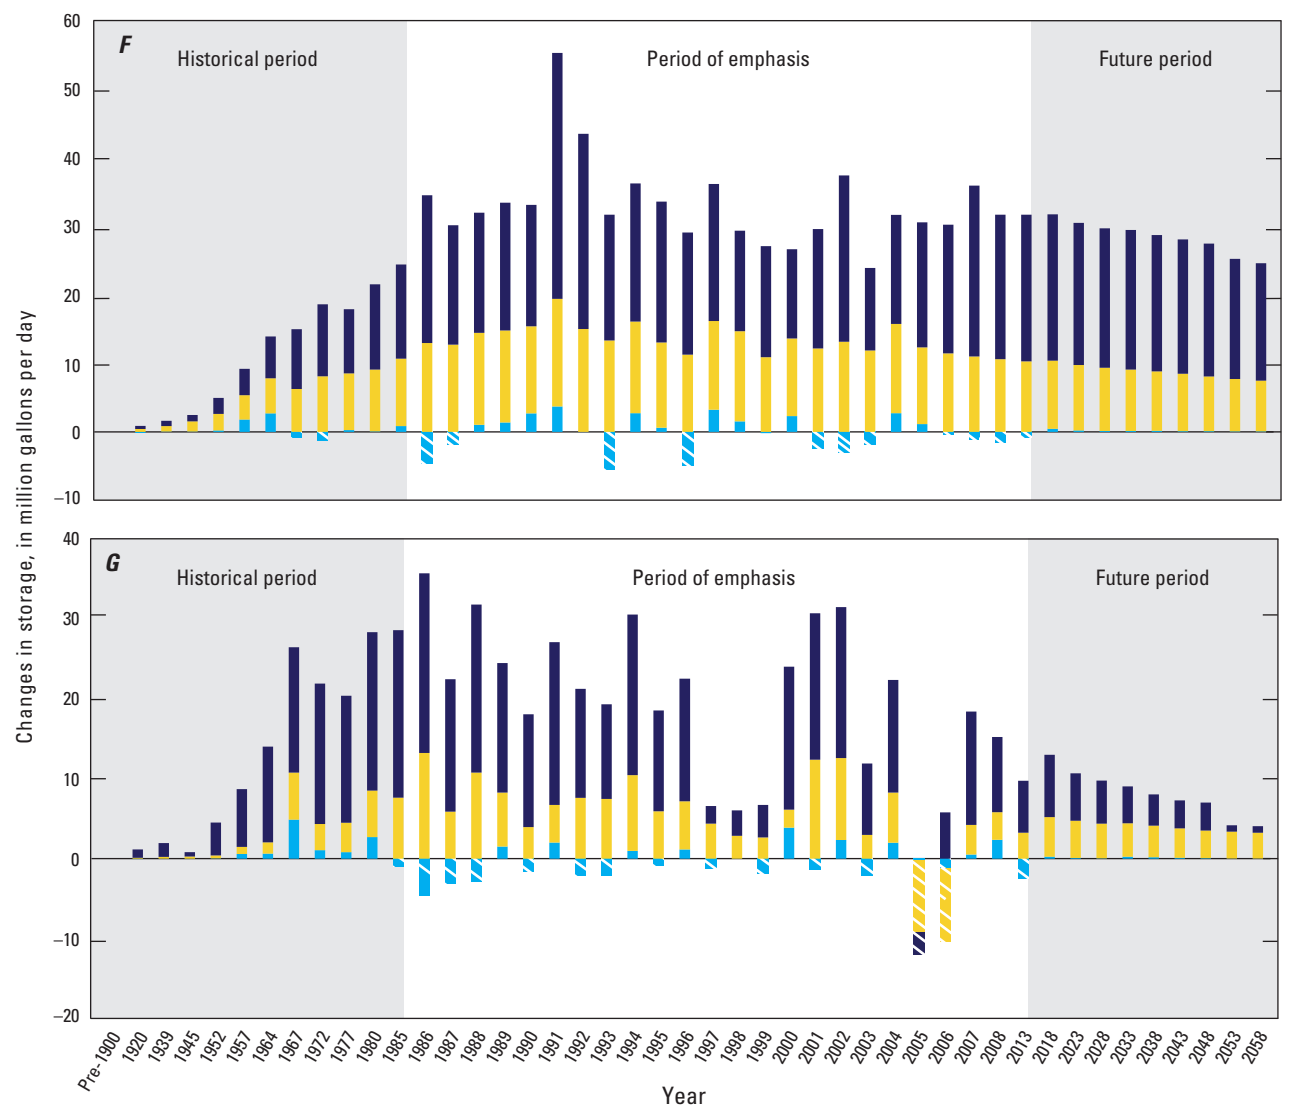 60
F
Historical period
Period of emphasis
Future period
50
40
30
20
10
0
–10
Changes in storage, in million gallons per day
40
G
Historical period
Period of emphasis
Future period
30
20
10
0
–10
–20
Pre-1900 1920 1939 1945 1952 1957 1964 1967 1972 1977 1980 1985 1986 1987 1988 1989 1990 1991 1992 1993 1994 1995 1996 1997 1998 1999 2000 2001 2002 2003 2004 2005 2006 2007 2008 2013 2018 2023 2028 2033 2038 2043 2048 2053 2058
Year